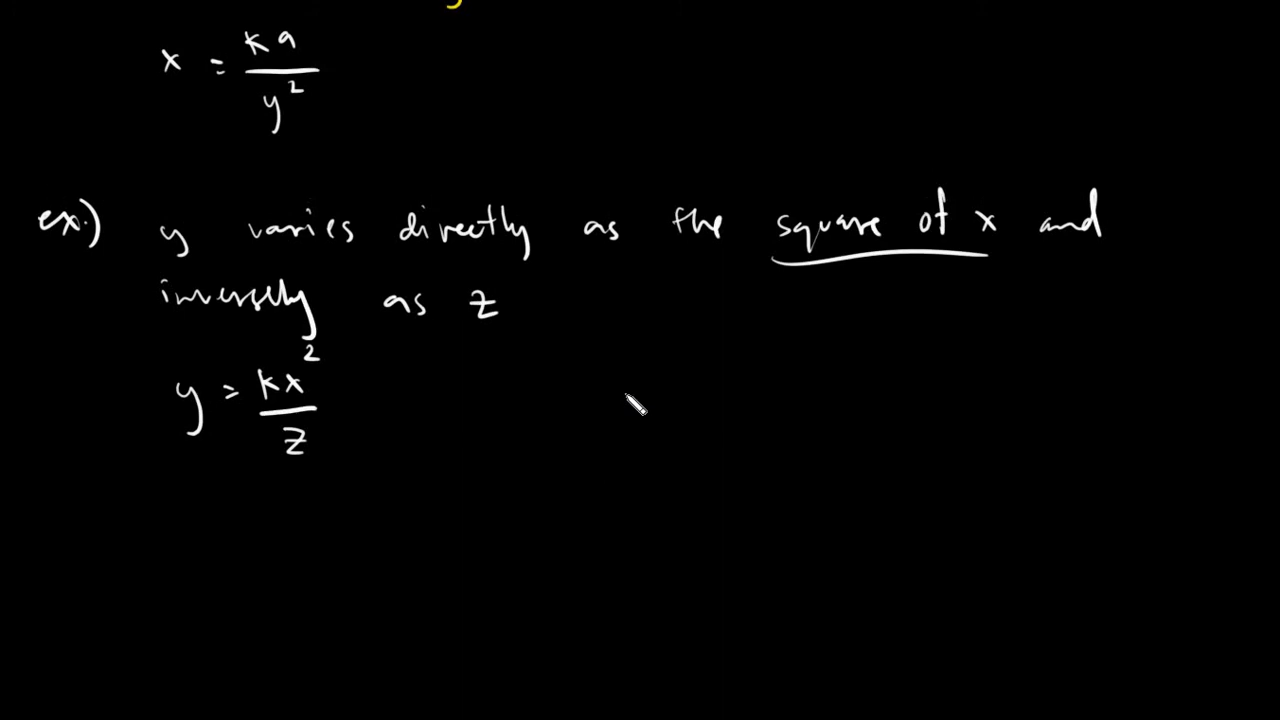 x = ka / y²
ex.) y varies directly as the square of x and
inversely as z
y = kx² / z